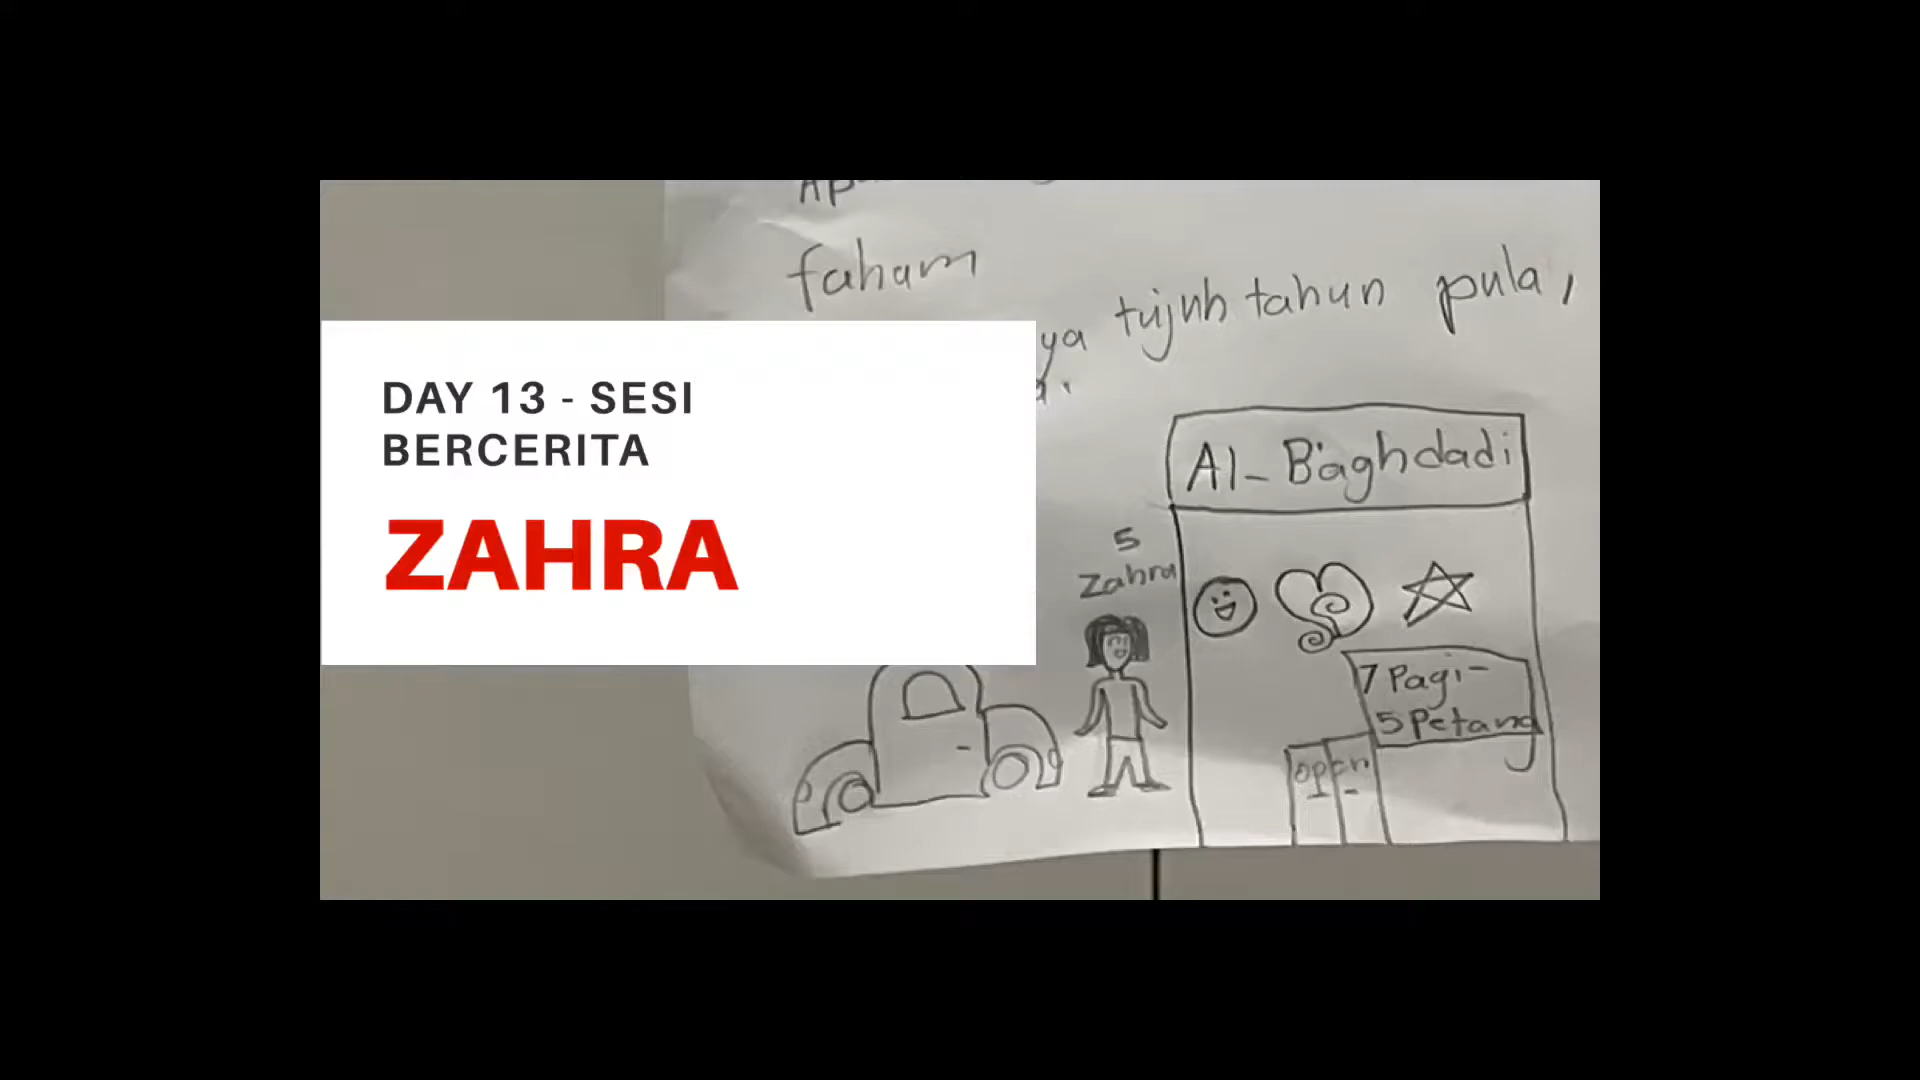 faham
ya tujuh tahun pula,
DAY 13 - SESI
BERCERITA
ZAHRA
Al-Baghdadi
5
Zahra
7 Pagi-
5 Petang
open